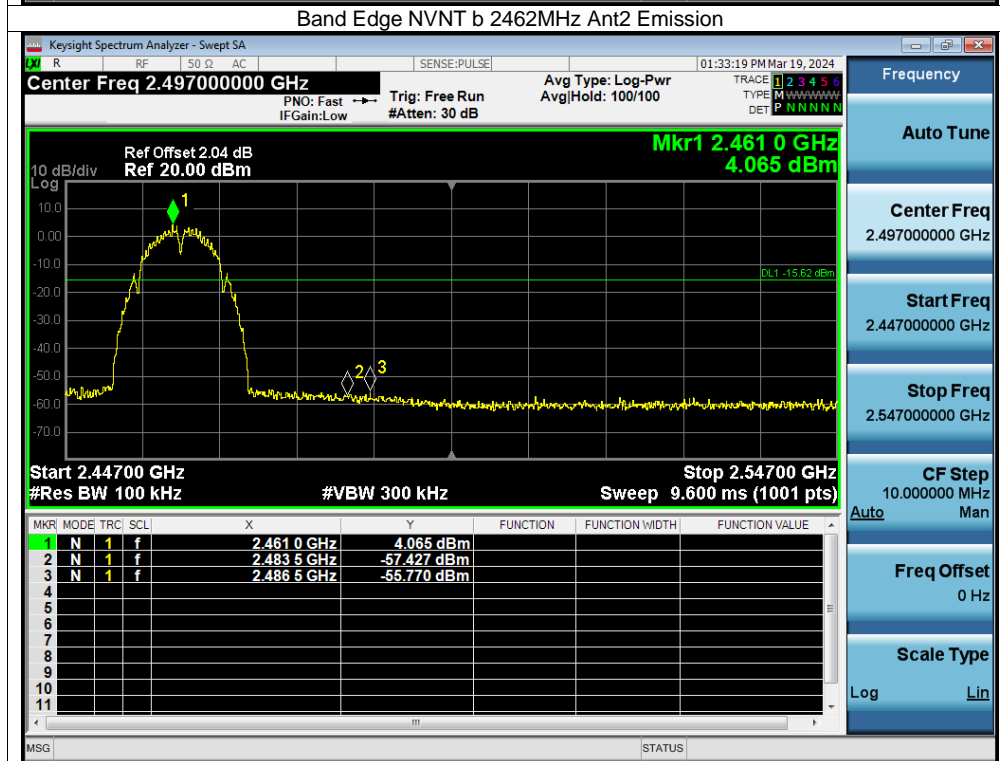 Band Edge NVNT b 2462MHz Ant2 Emission
Keysight Spectrum Analyzer - Swept SA
LXI R RF 50 Ω AC SENSE:PULSE 01:33:19 PM Mar 19, 2024
Center Freq 2.497000000 GHz
PNO: Fast
IFGain:Low
Trig: Free Run
#Atten: 30 dB
Avg Type: Log-Pwr
Avg|Hold: 100/100
TRACE 1 2 3 4 5 6
TYPE M WWWWW
DET P N N N N N
Mkr1 2.461 0 GHz
4.065 dBm
Ref Offset 2.04 dB
10 dB/div Ref 20.00 dBm
Log
10.0
0.00
-10.0
-20.0
-30.0
-40.0
-50.0
-60.0
-70.0
1
2
3
DL1 -15.62 dBm
Start 2.44700 GHz Stop 2.54700 GHz
#Res BW 100 kHz #VBW 300 kHz Sweep 9.600 ms (1001 pts)
MKR MODE TRC SCL X Y FUNCTION FUNCTION WIDTH FUNCTION VALUE
1 N 1 f 2.461 0 GHz 4.065 dBm
2 N 1 f 2.483 5 GHz -57.427 dBm
3 N 1 f 2.486 5 GHz -55.770 dBm
4
5
6
7
8
9
10
11
MSG STATUS
Frequency
Auto Tune
Center Freq
2.497000000 GHz
Start Freq
2.447000000 GHz
Stop Freq
2.547000000 GHz
CF Step
10.000000 MHz
Auto Man
Freq Offset
0 Hz
Scale Type
Log Lin